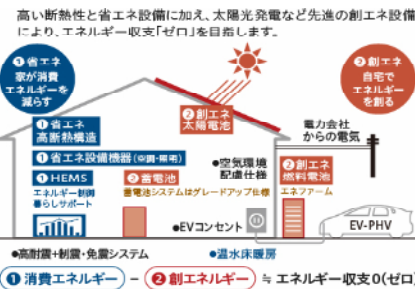 高い断熱性と省エネ設備に加え、太陽光発電など先進の創エネ設備
により、エネルギー収支「ゼロ」を目指します。
❶省エネ
家が消費
エネルギーを
減らす
❷創エネ
自宅で
エネルギー
を創る
❷創エネ
太陽電池
電力会社
からの電気
❶省エネ
高断熱構造
❶省エネ設備機器(空調・照明)
❶HEMS
エネルギー制御
暮らしサポート
❷蓄電池
蓄電池システムはグレードアップ仕様
●空気環境
配慮仕様
❷創エネ
燃料電池
エネファーム
●EVコンセント
EV-PHV
●高耐震+制震・免震システム
●温水床暖房
❶消費エネルギー − ❷創エネルギー ≒ エネルギー収支0(ゼロ)